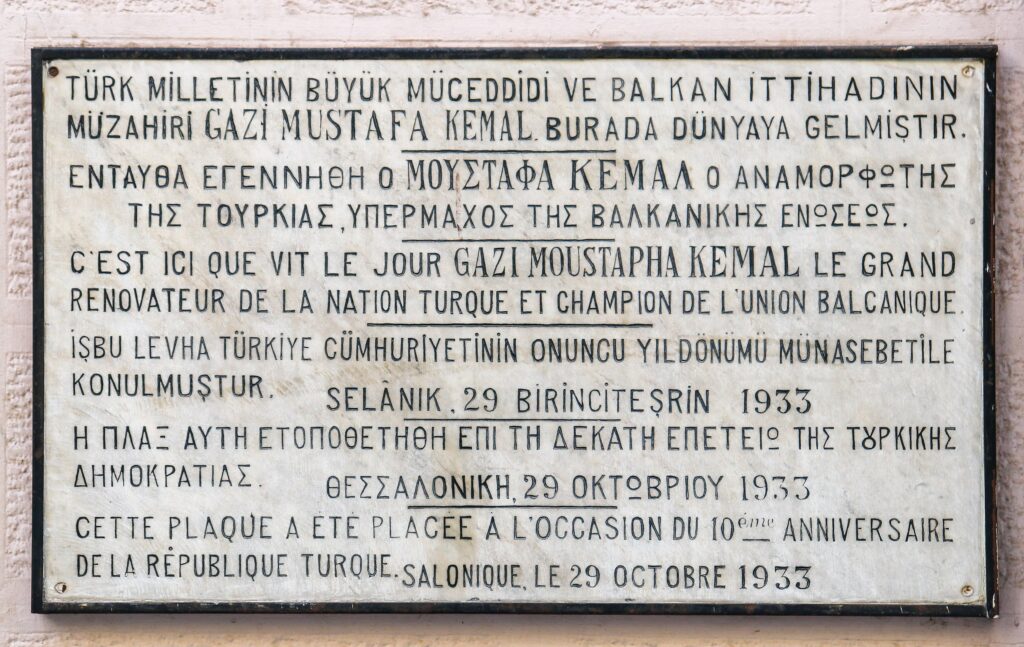 TÜRK MİLLETİNİN BÜYÜK MÜCEDDİDİ VE BALKAN İTTİHADININ
MÜZAHİRİ GAZİ MUSTAFA KEMAL BURADA DÜNYAYA GELMİŞTİR.
ΕΝΤΑΥΘΑ ΕΓΕΝΝΗΘΗ Ο ΜΟΥΣΤΑΦΑ ΚΕΜΑΛ Ο ΑΝΑΜΟΡΦΩΤΗΣ
ΤΗΣ ΤΟΥΡΚΙΑΣ, ΥΠΕΡΜΑΧΟΣ ΤΗΣ ΒΑΛΚΑΝΙΚΗΣ ΕΝΩΣΕΩΣ.
C'EST ICI QUE VIT LE JOUR GAZI MOUSTAPHA KEMAL LE GRAND
RENOVATEUR DE LA NATION TURQUE ET CHAMPION DE L'UNION BALCANIQUE.
İŞBU LEVHA TÜRKİYE CÜMHURİYETİNİN ONUNCU YILDÖNÜMÜ MÜNASEBETİLE
KONULMUŞTUR. SELÂNİK, 29 BİRİNCİTEŞRİN 1933
Η ΠΛΑΞ ΑΥΤΗ ΕΤΟΠΟΘΕΤΗΘΗ ΕΠΙ ΤΗ ΔΕΚΑΤΗ ΕΠΕΤΕΙΩ ΤΗΣ ΤȢΡΚΙΚΗΣ
ΔΗΜΟΚΡΑΤΙΑΣ. ΘΕΣΣΑΛΟΝΙΚΗ, 29 ΟΚΤΩΒΡΙΟΥ 1933
CETTE PLAQUE A ÉTÉ PLACÉE À L'OCCASION DU 10ème ANNIVERSAIRE
DE LA RÉPUBLIQUE TURQUE. SALONIQUE, LE 29 OCTOBRE 1933